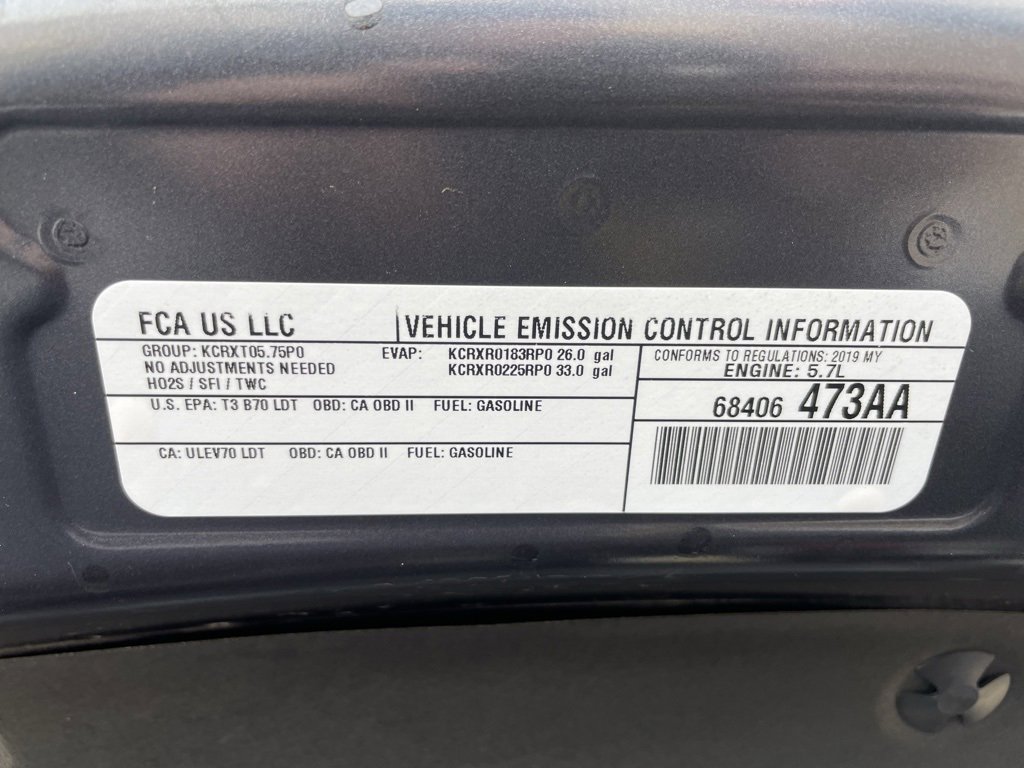 FCA US LLC
VEHICLE EMISSION CONTROL INFORMATION
GROUP: KCRXT05.75P0
NO ADJUSTMENTS NEEDED
HO2S / SFI / TWC
EVAP: KCRXR0183RP0 26.0 gal
KCRXR0225RP0 33.0 gal
CONFORMS TO REGULATIONS: 2019 MY
ENGINE: 5.7L
U.S. EPA: T3 B70 LDT OBD: CA OBD II FUEL: GASOLINE
68406 473AA
CA: ULEV70 LDT OBD: CA OBD II FUEL: GASOLINE